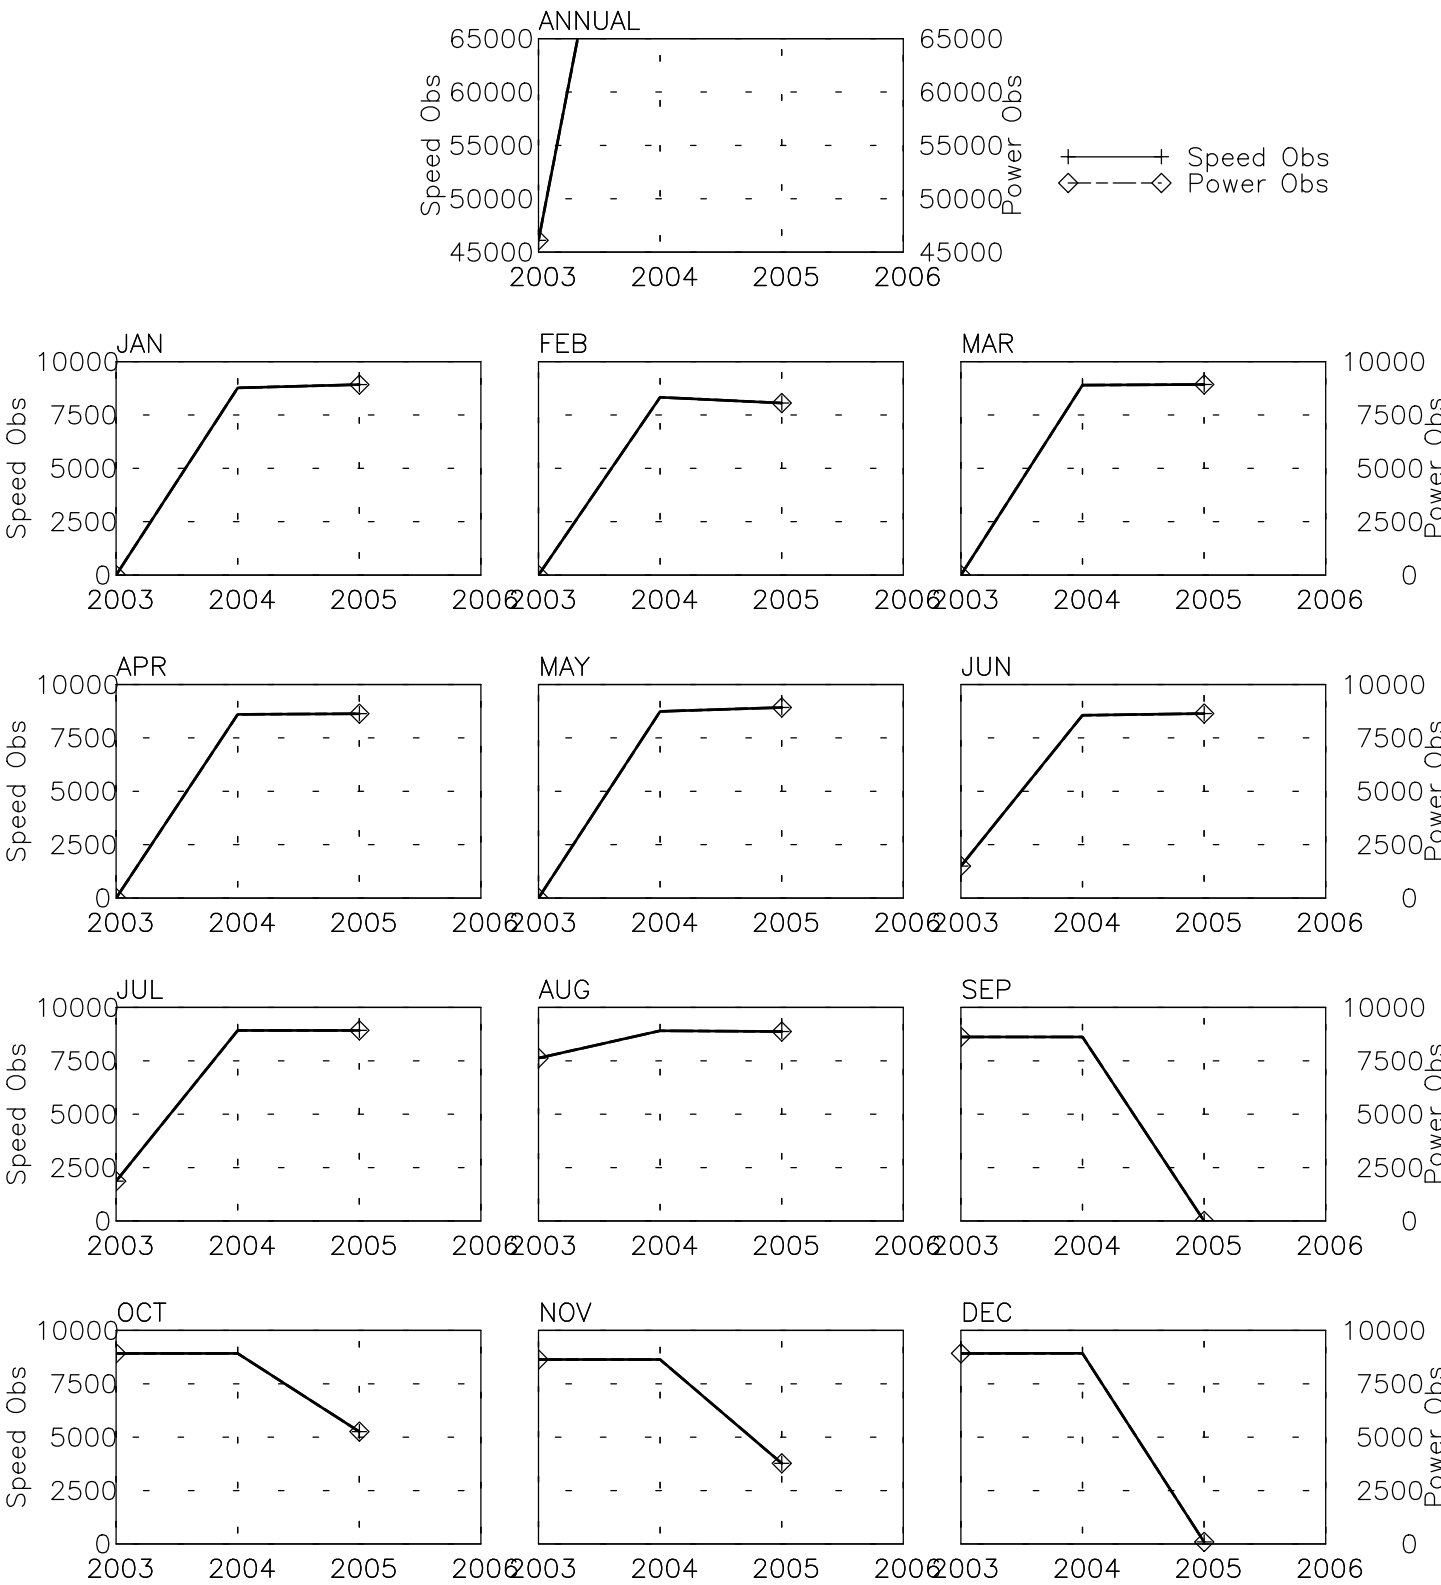 ANNUAL
65000 65000
60000 60000
55000 55000
50000 50000
45000 45000
Speed Obs
Power Obs
2003 2004 2005 2006
Speed Obs
Power Obs
JAN FEB MAR
10000 10000
7500 7500
5000 5000
2500 2500
0 0
Speed Obs
Power Obs
2003 2004 2005 2006 2003 2004 2005 2006 2003 2004 2005 2006
APR MAY JUN
10000 10000
7500 7500
5000 5000
2500 2500
0 0
Speed Obs
Power Obs
2003 2004 2005 2006 2003 2004 2005 2006 2003 2004 2005 2006
JUL AUG SEP
10000 10000
7500 7500
5000 5000
2500 2500
0 0
Speed Obs
Power Obs
2003 2004 2005 2006 2003 2004 2005 2006 2003 2004 2005 2006
OCT NOV DEC
10000 10000
7500 7500
5000 5000
2500 2500
0 0
Speed Obs
Power Obs
2003 2004 2005 2006 2003 2004 2005 2006 2003 2004 2005 2006